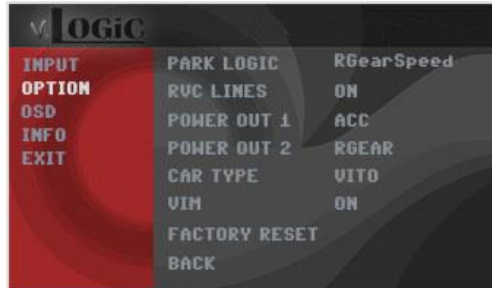 v.LOGiC
INPUT
OPTION
OSD
INFO
EXIT
PARK LOGIC RGearSpeed
RVC LINES ON
POWER OUT 1 ACC
POWER OUT 2 RGEAR
CAR TYPE VITO
VIM ON
FACTORY RESET
BACK